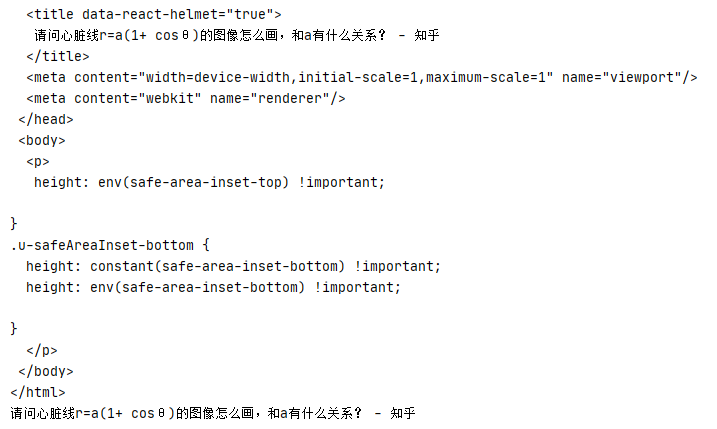 <title data-react-helmet="true">
请问心脏线r=a(1+ cosθ)的图像怎么画，和a有什么关系？ - 知乎
</title>
<meta content="width=device-width,initial-scale=1,maximum-scale=1" name="viewport"/>
<meta content="webkit" name="renderer"/>
</head>
<body>
<p>
height: env(safe-area-inset-top) !important;
}
.u-safeAreaInset-bottom {
height: constant(safe-area-inset-bottom) !important;
height: env(safe-area-inset-bottom) !important;
}
</p>
</body>
</html>
请问心脏线r=a(1+ cosθ)的图像怎么画，和a有什么关系？ - 知乎